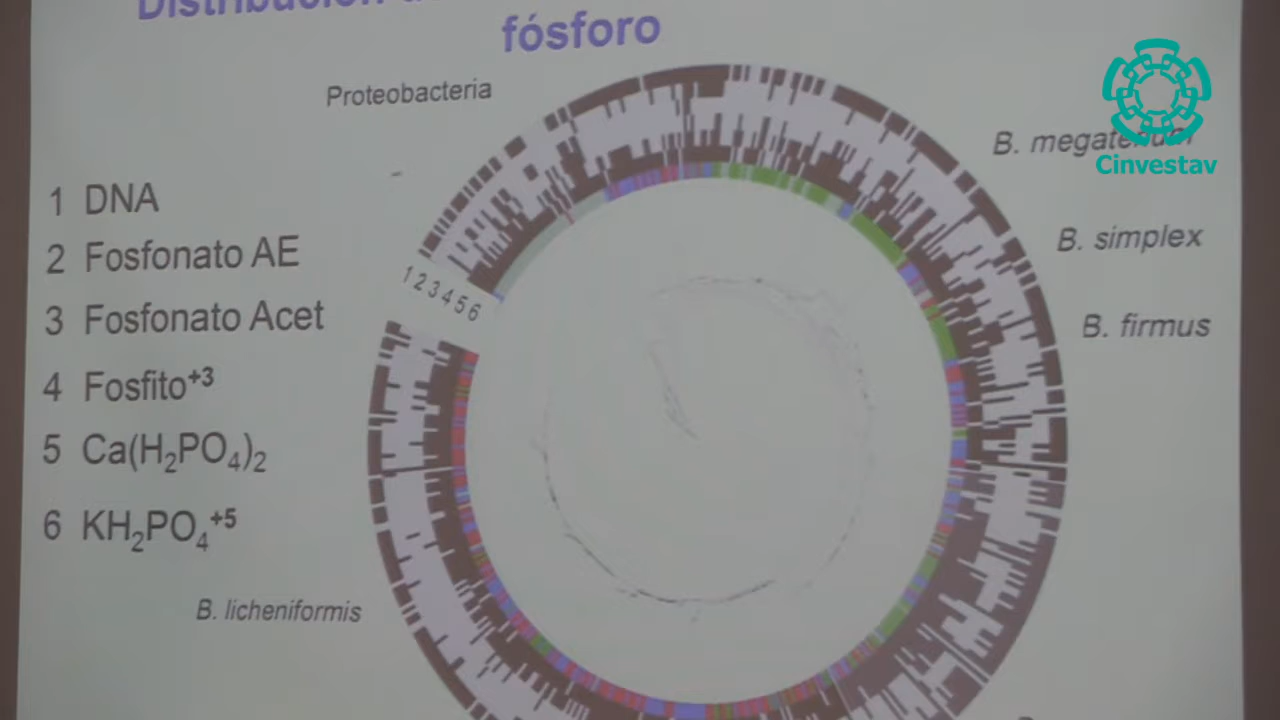 Distribución
fósforo
Proteobacteria
Cinvestav
B. simplex
B. firmus
1 2 3 4 5 6
1 DNA
2 Fosfonato AE
3 Fosfonato Acet
4 Fosfito⁺³
5 Ca(H₂PO₄)₂
6 KH₂PO₄⁺⁵
B. licheniformis